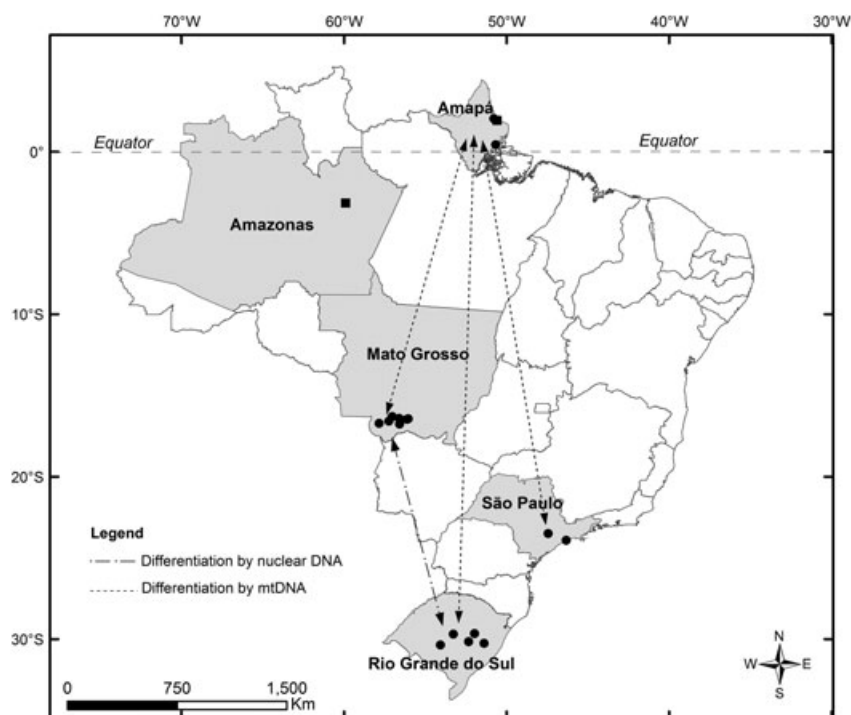 70°W 60°W 50°W 40°W 30°W
Amapá
Equator Equator
0°
Amazonas
10°S
Mato Grosso
20°S
São Paulo
Legend
Differentiation by nuclear DNA
Differentiation by mtDNA
30°S
Rio Grande do Sul
N
W E
S
0 750 1,500
Km